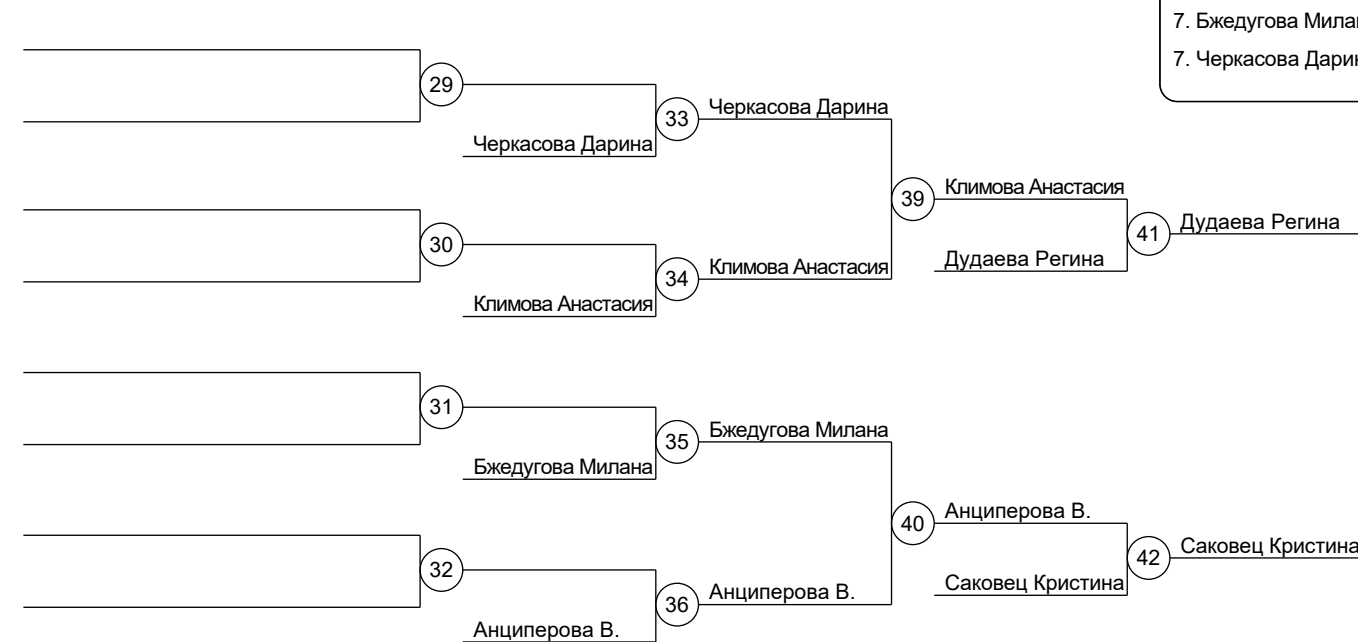 7. Бжедугова Мила
7. Черкасова Дари
29
33 Черкасова Дарина
Черкасова Дарина
39 Климова Анастасия
41 Дудаева Регина
30
Дудаева Регина
34 Климова Анастасия
Климова Анастасия
31
35 Бжедугова Милана
Бжедугова Милана
40 Анциперова В.
42 Саковец Кристина
32
Саковец Кристина
36 Анциперова В.
Анциперова В.